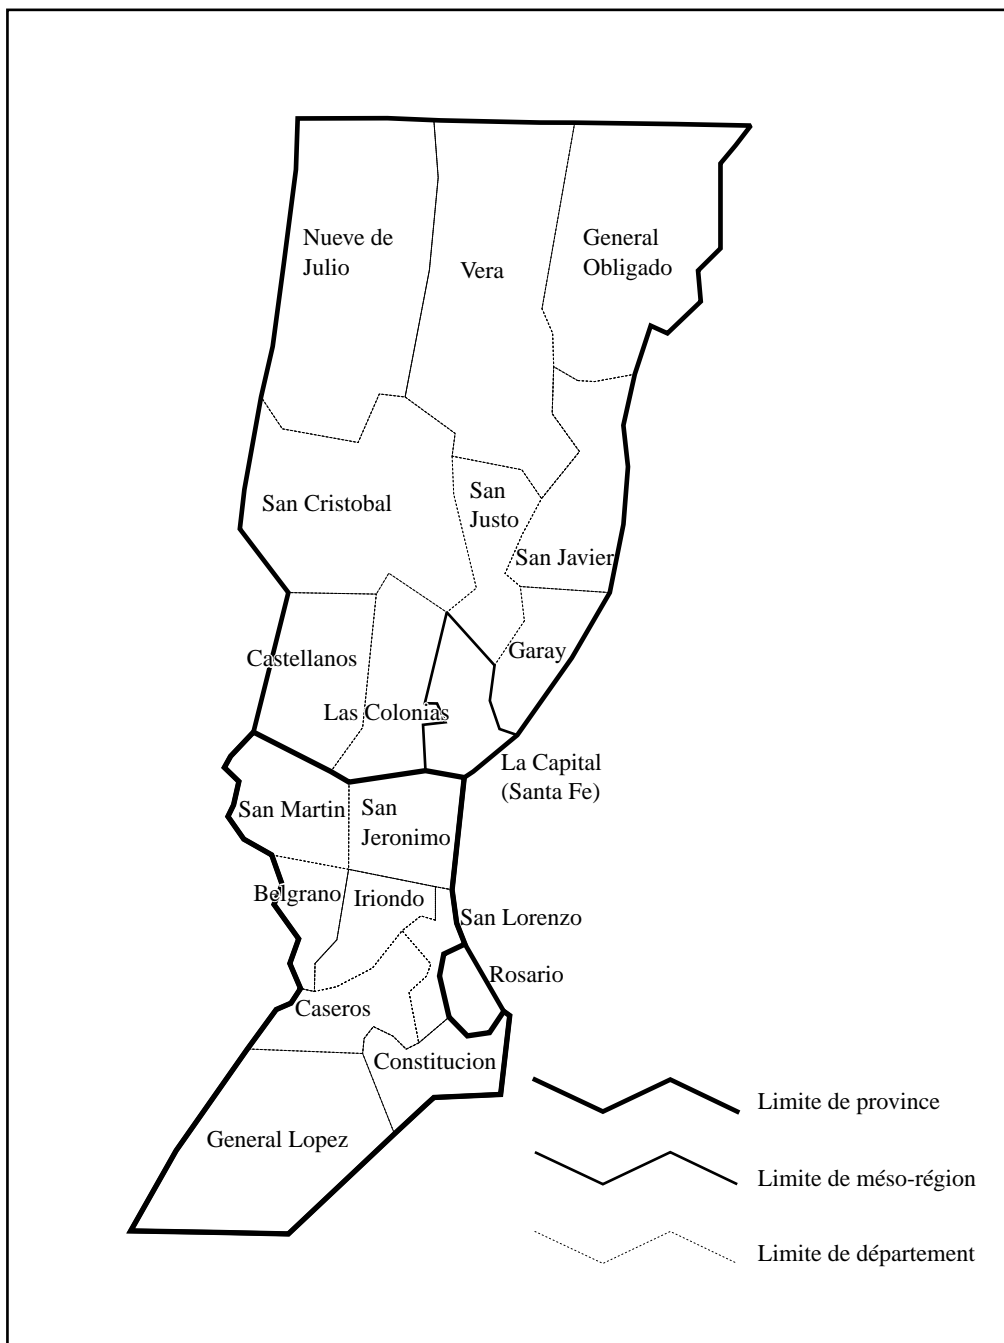 Nueve de
Julio
Vera
General
Obligado
San Cristobal
San
Justo
San Javier
Castellanos
Garay
Las Colonias
La Capital
(Santa Fe)
San Martin
San
Jeronimo
Belgrano
Iriondo
San Lorenzo
Rosario
Caseros
Constitucion
General Lopez
Limite de province
Limite de méso-région
Limite de département